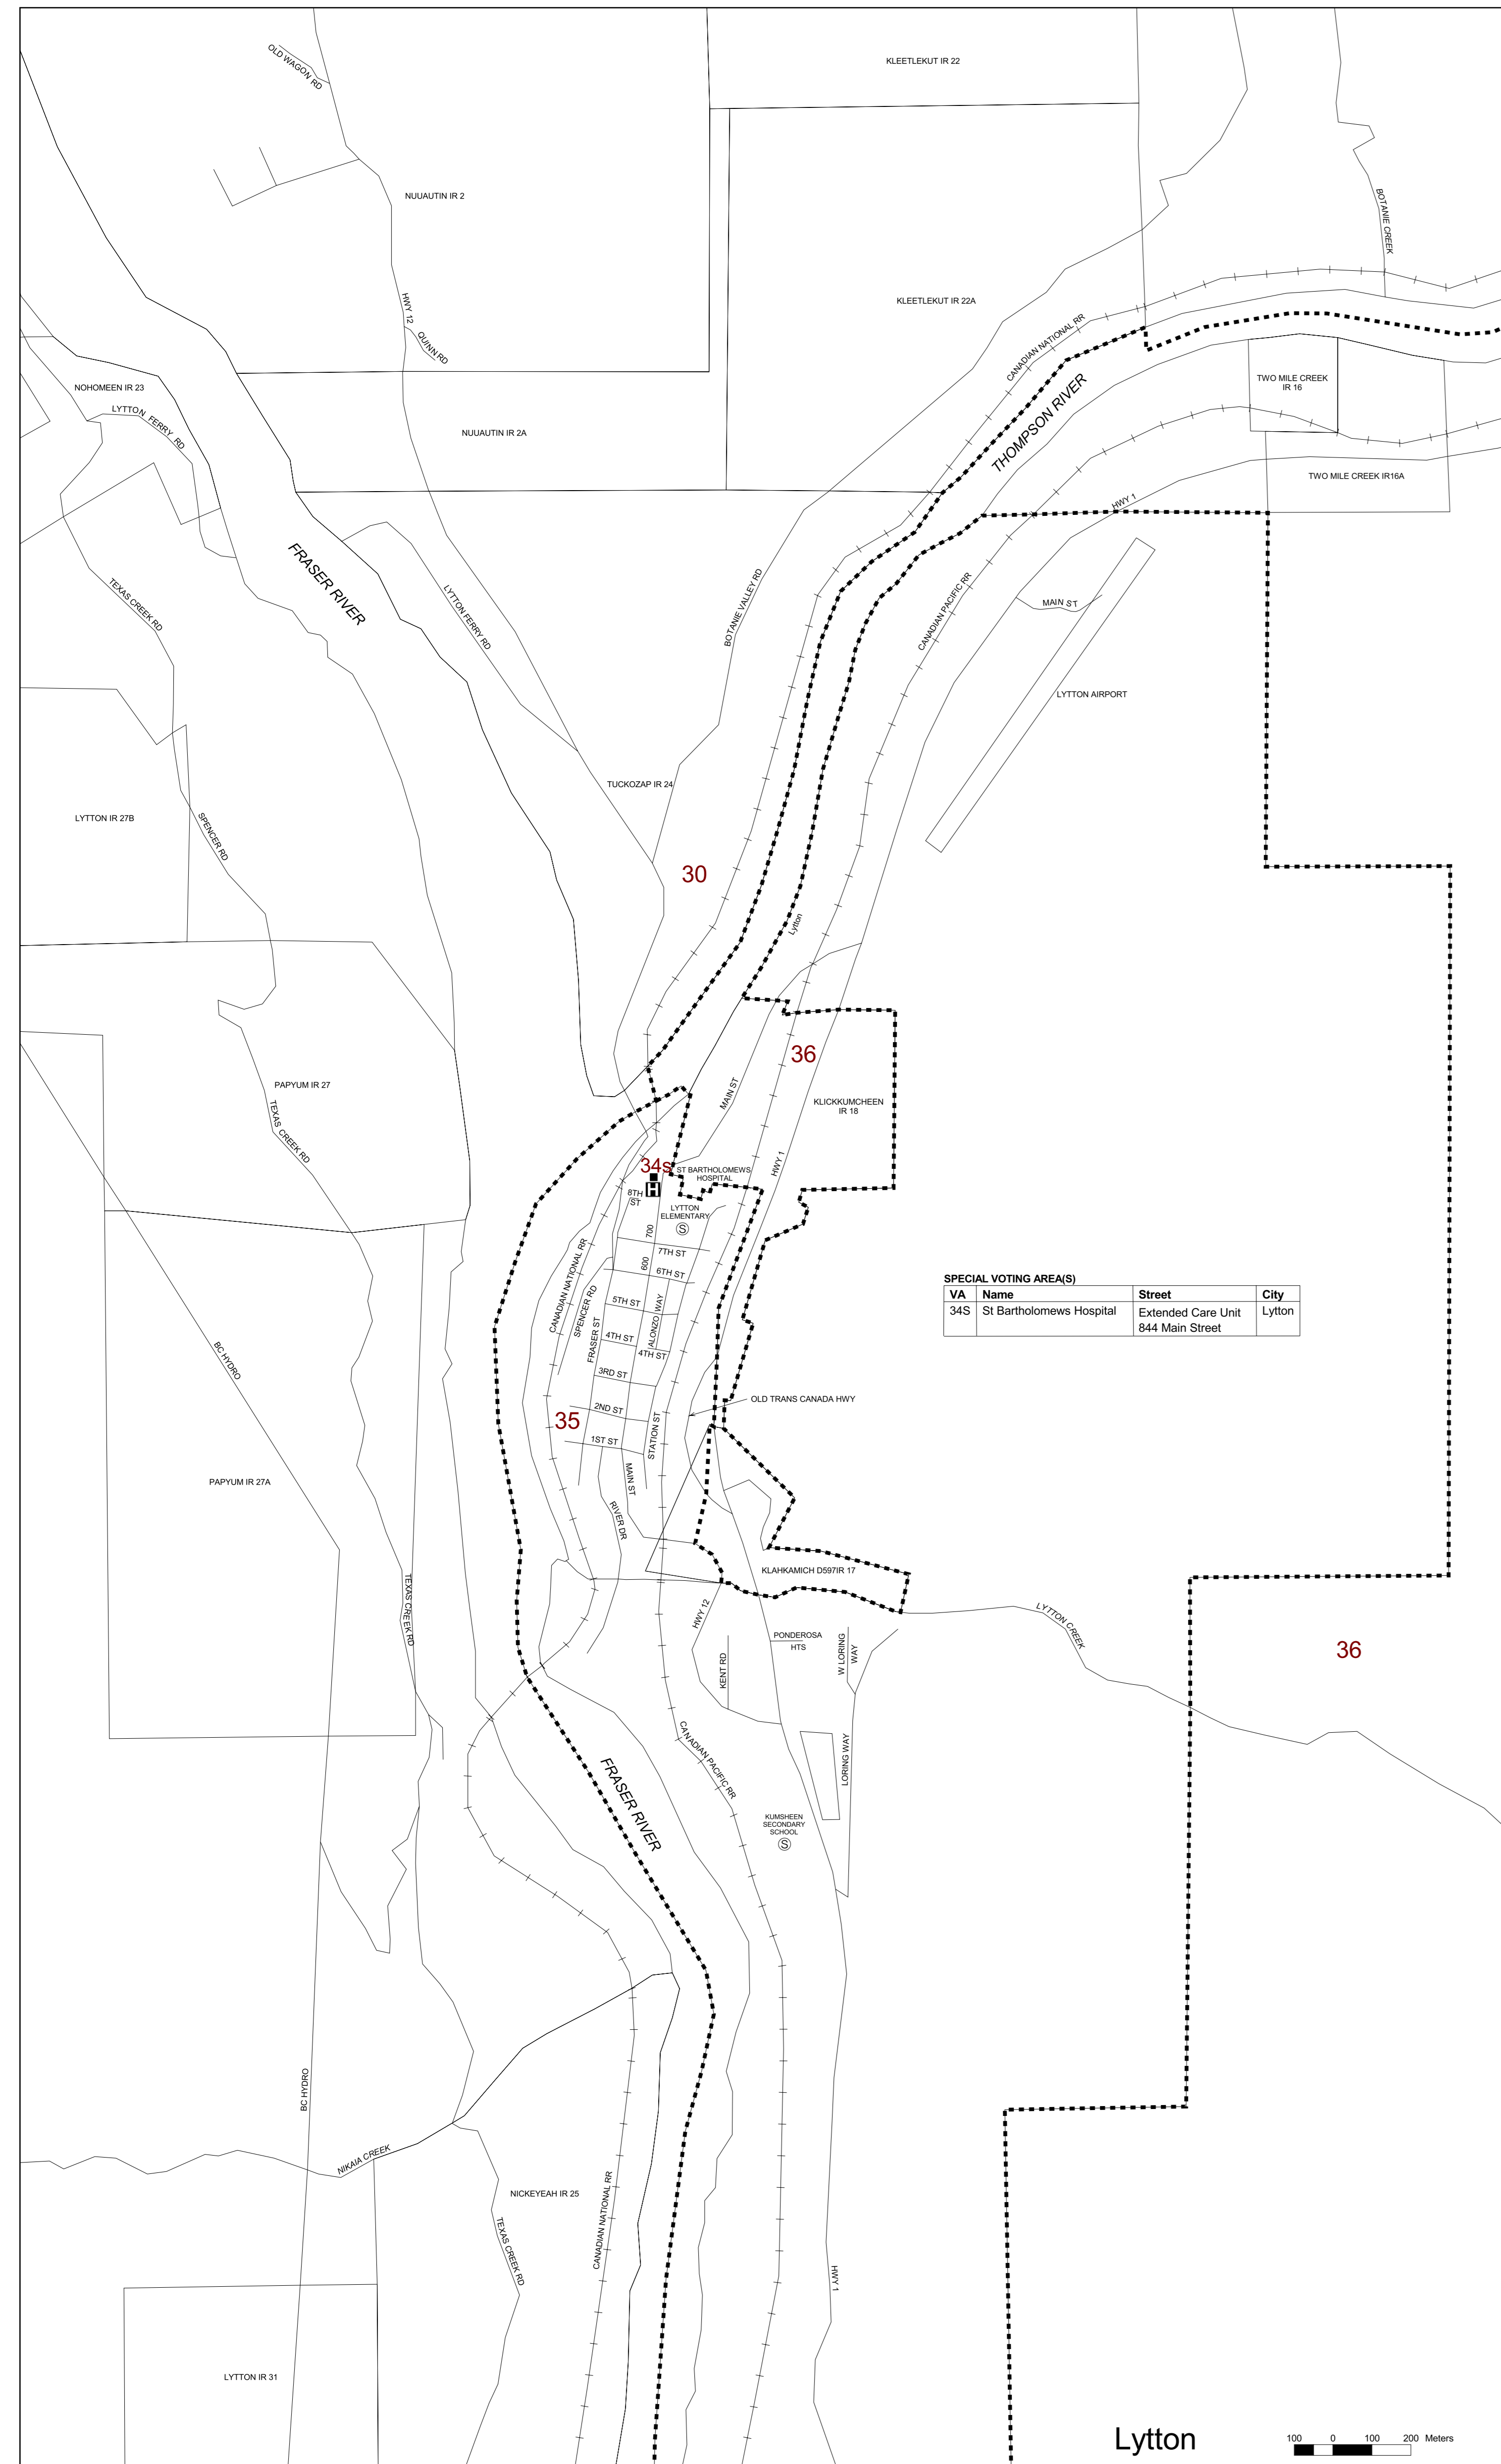 KLEETLEKUT IR 22
OLD WAGON RD
NUUAUTIN IR 2
BOTANIE CREEK
HWY 12
KLEETLEKUT IR 22A
QUINN RD
CANADIAN NATIONAL RR
NOHOMEEN IR 23
TWO MILE CREEK
IR 16
LYTTON FERRY RD
THOMPSON RIVER
NUUAUTIN IR 2A
TWO MILE CREEK IR16A
HWY 1
FRASER RIVER
TEXAS CREEK RD
LYTTON FERRY RD
BOTANIE VALLEY RD
CANADIAN PACIFIC RR
MAIN ST
LYTTON AIRPORT
TUCKOZAP IR 24
LYTTON IR 27B
SPENCER RD
30
Lytton
36
PAPYUM IR 27
MAIN ST
KLICKKUMCHEEN
IR 18
TEXAS CREEK RD
HWY 1
34s
ST BARTHOLOMEWS
HOSPITAL
H
8TH
ST
LYTTON
ELEMENTARY
S
700
7TH ST
600
6TH ST
CANADIAN NATIONAL RR
SPENCER RD
5TH ST
ALONZO WAY
FRASER ST
4TH ST
4TH ST
3RD ST
SPECIAL VOTING AREA(S)
VA Name Street City
34S St Bartholomews Hospital Extended Care Unit Lytton
844 Main Street
BC HYDRO
OLD TRANS CANADA HWY
2ND ST
35
STATION ST
1ST ST
MAIN ST
PAPYUM IR 27A
RIVER DR
KLAHKAMICH D597IR 17
TEXAS CREEK RD
HWY 12
LYTTON CREEK
PONDEROSA
HTS
W LORING
WAY
KENT RD
36
CANADIAN PACIFIC RR
LORING WAY
FRASER RIVER
KUMSHEEN
SECONDARY
SCHOOL
S
BC HYDRO
NIKAIA CREEK
NICKEYEAH IR 25
CANADIAN NATIONAL RR
TEXAS CREEK RD
HWY 1
LYTTON IR 31
Lytton
100 0 100 200 Meters